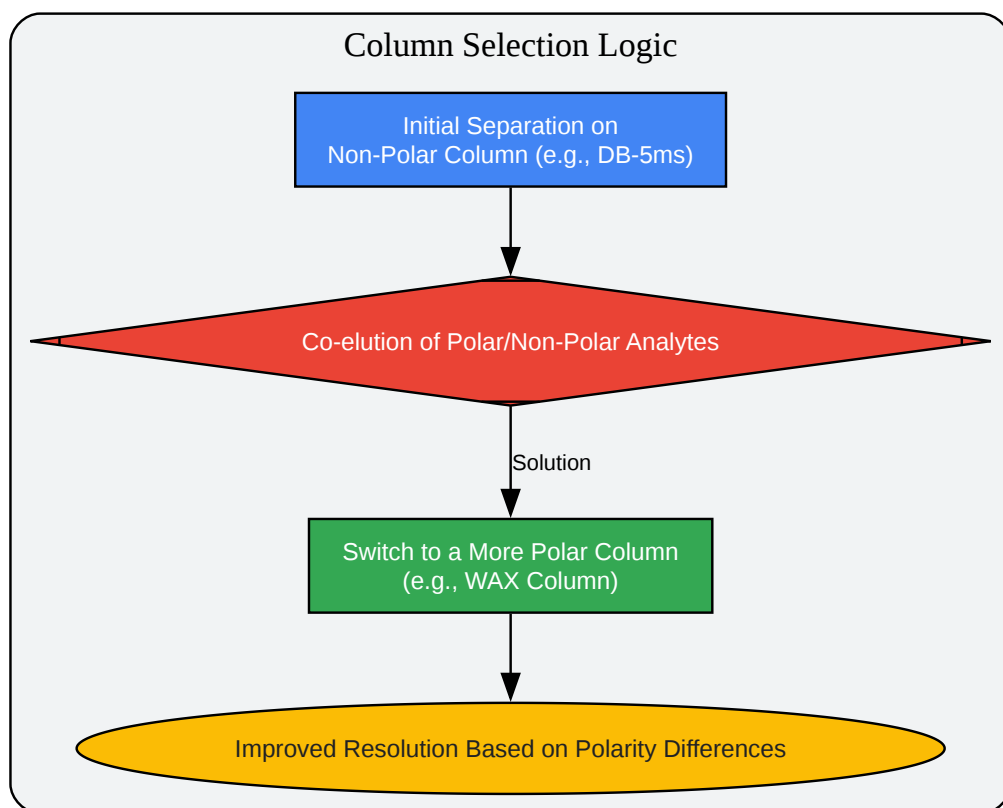 Column Selection Logic
Initial Separation on
Non-Polar Column (e.g., DB-5ms)
Co-elution of Polar/Non-Polar Analytes
Solution
Switch to a More Polar Column
(e.g., WAX Column)
Improved Resolution Based on Polarity Differences